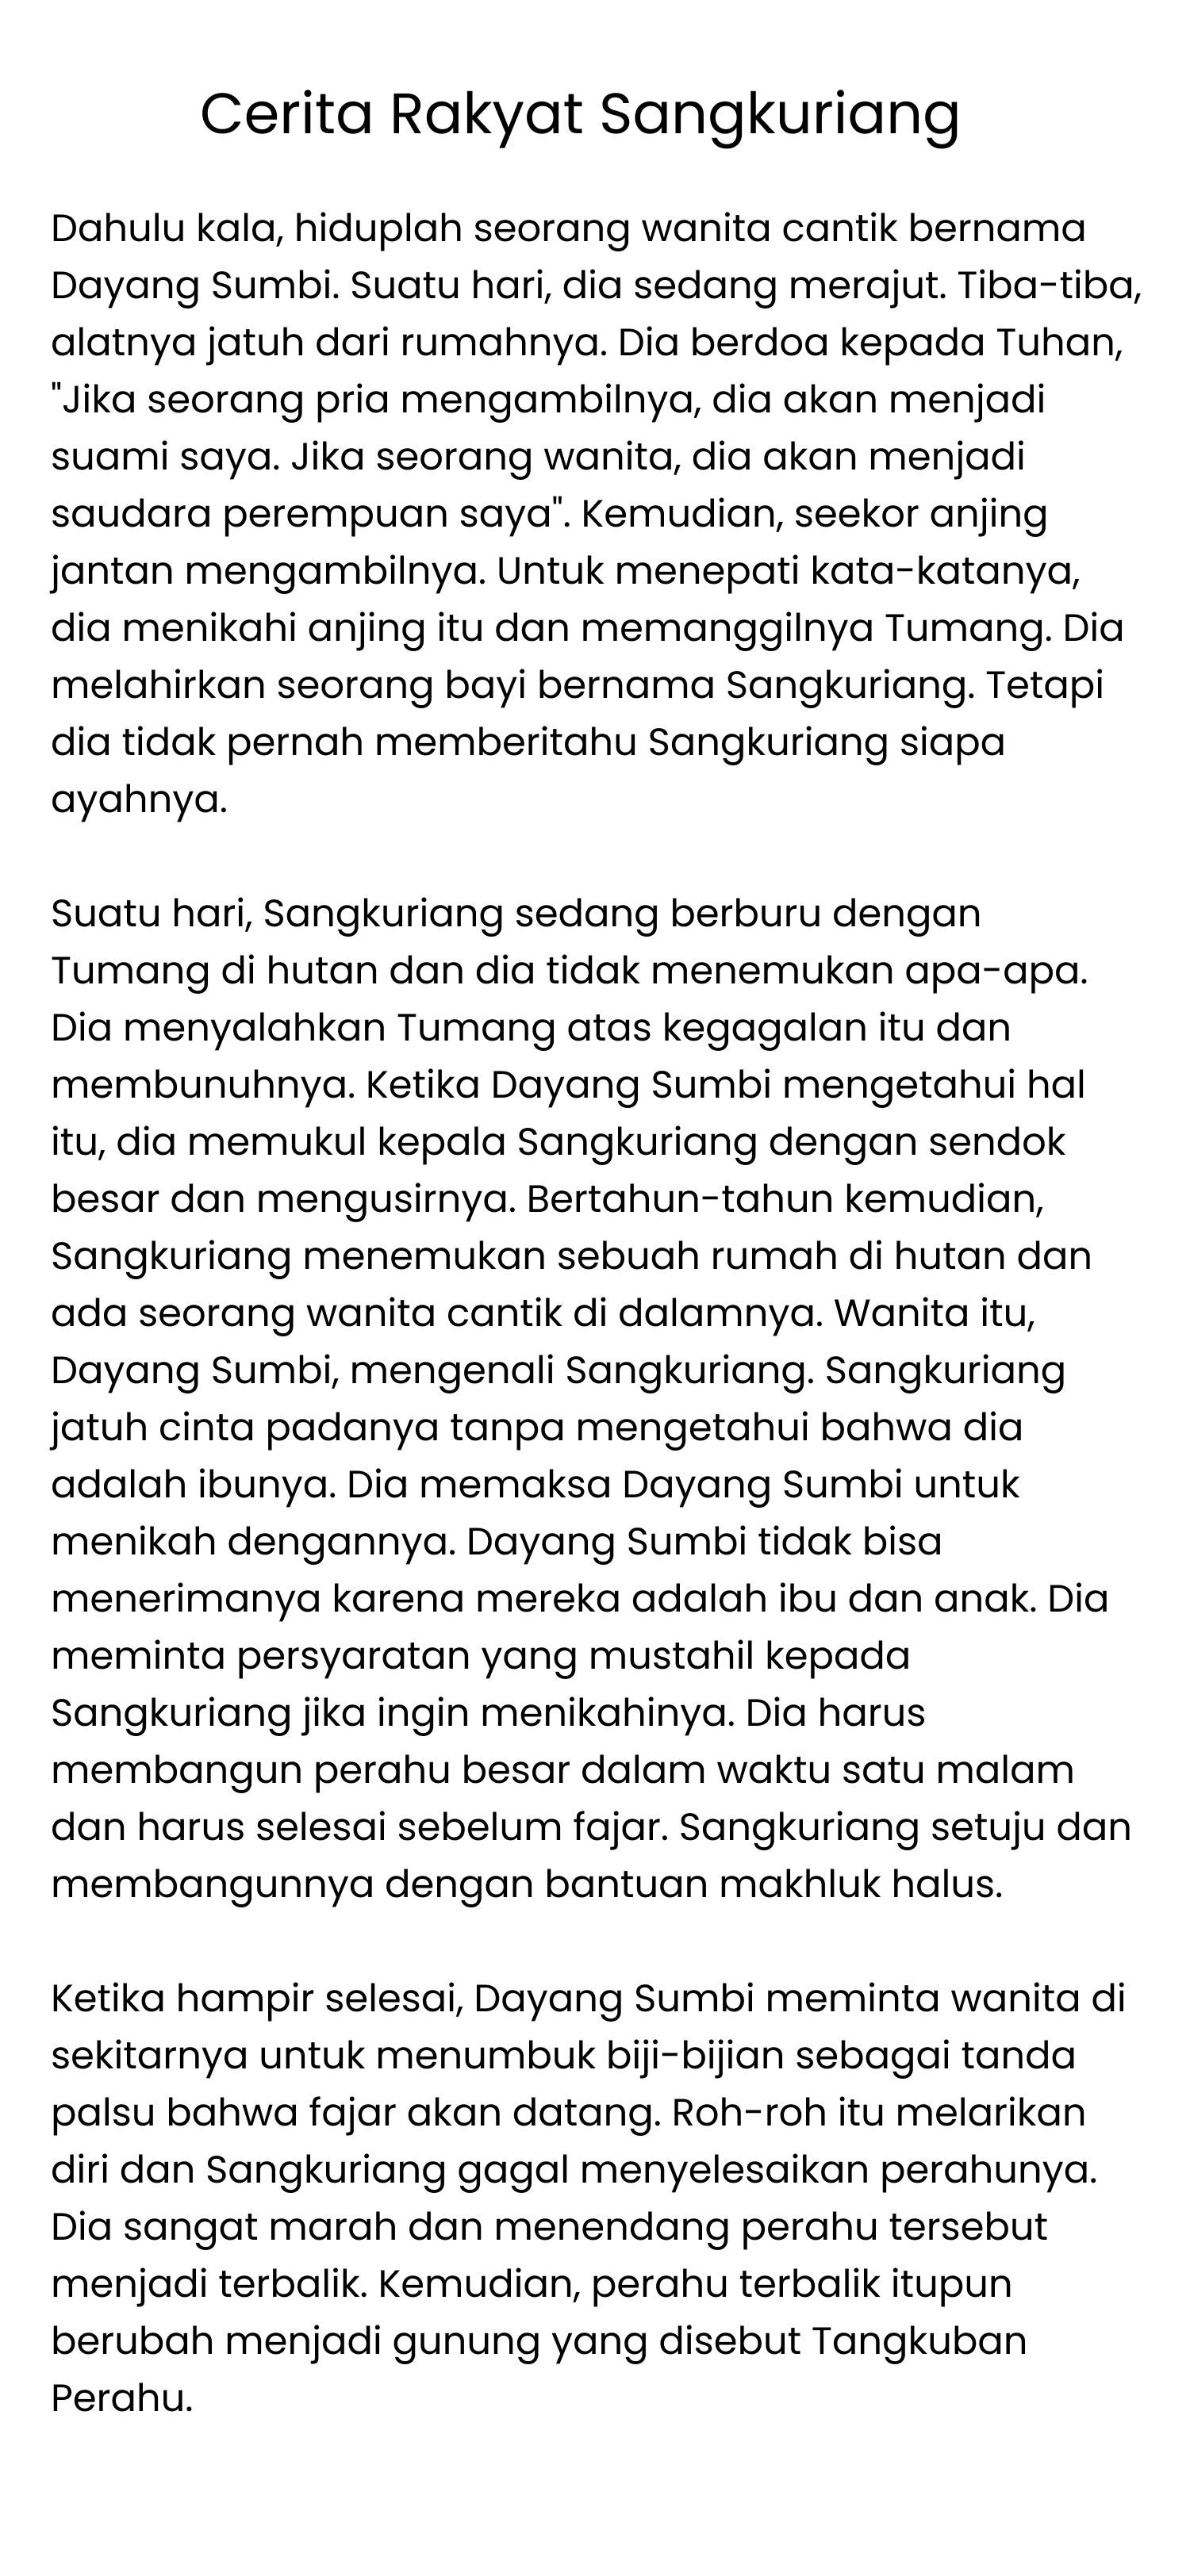 Cerita Rakyat Sangkuriang
Dahulu kala, hiduplah seorang wanita cantik bernama
Dayang Sumbi. Suatu hari, dia sedang merajut. Tiba-tiba,
alatnya jatuh dari rumahnya. Dia berdoa kepada Tuhan,
"Jika seorang pria mengambilnya, dia akan menjadi
suami saya. Jika seorang wanita, dia akan menjadi
saudara perempuan saya". Kemudian, seekor anjing
jantan mengambilnya. Untuk menepati kata-katanya,
dia menikahi anjing itu dan memanggilnya Tumang. Dia
melahirkan seorang bayi bernama Sangkuriang. Tetapi
dia tidak pernah memberitahu Sangkuriang siapa
ayahnya.
Suatu hari, Sangkuriang sedang berburu dengan
Tumang di hutan dan dia tidak menemukan apa-apa.
Dia menyalahkan Tumang atas kegagalan itu dan
membunuhnya. Ketika Dayang Sumbi mengetahui hal
itu, dia memukul kepala Sangkuriang dengan sendok
besar dan mengusirnya. Bertahun-tahun kemudian,
Sangkuriang menemukan sebuah rumah di hutan dan
ada seorang wanita cantik di dalamnya. Wanita itu,
Dayang Sumbi, mengenali Sangkuriang. Sangkuriang
jatuh cinta padanya tanpa mengetahui bahwa dia
adalah ibunya. Dia memaksa Dayang Sumbi untuk
menikah dengannya. Dayang Sumbi tidak bisa
menerimanya karena mereka adalah ibu dan anak. Dia
meminta persyaratan yang mustahil kepada
Sangkuriang jika ingin menikahinya. Dia harus
membangun perahu besar dalam waktu satu malam
dan harus selesai sebelum fajar. Sangkuriang setuju dan
membangunnya dengan bantuan makhluk halus.
Ketika hampir selesai, Dayang Sumbi meminta wanita di
sekitarnya untuk menumbuk biji-bijian sebagai tanda
palsu bahwa fajar akan datang. Roh-roh itu melarikan
diri dan Sangkuriang gagal menyelesaikan perahunya.
Dia sangat marah dan menendang perahu tersebut
menjadi terbalik. Kemudian, perahu terbalik itupun
berubah menjadi gunung yang disebut Tangkuban
Perahu.